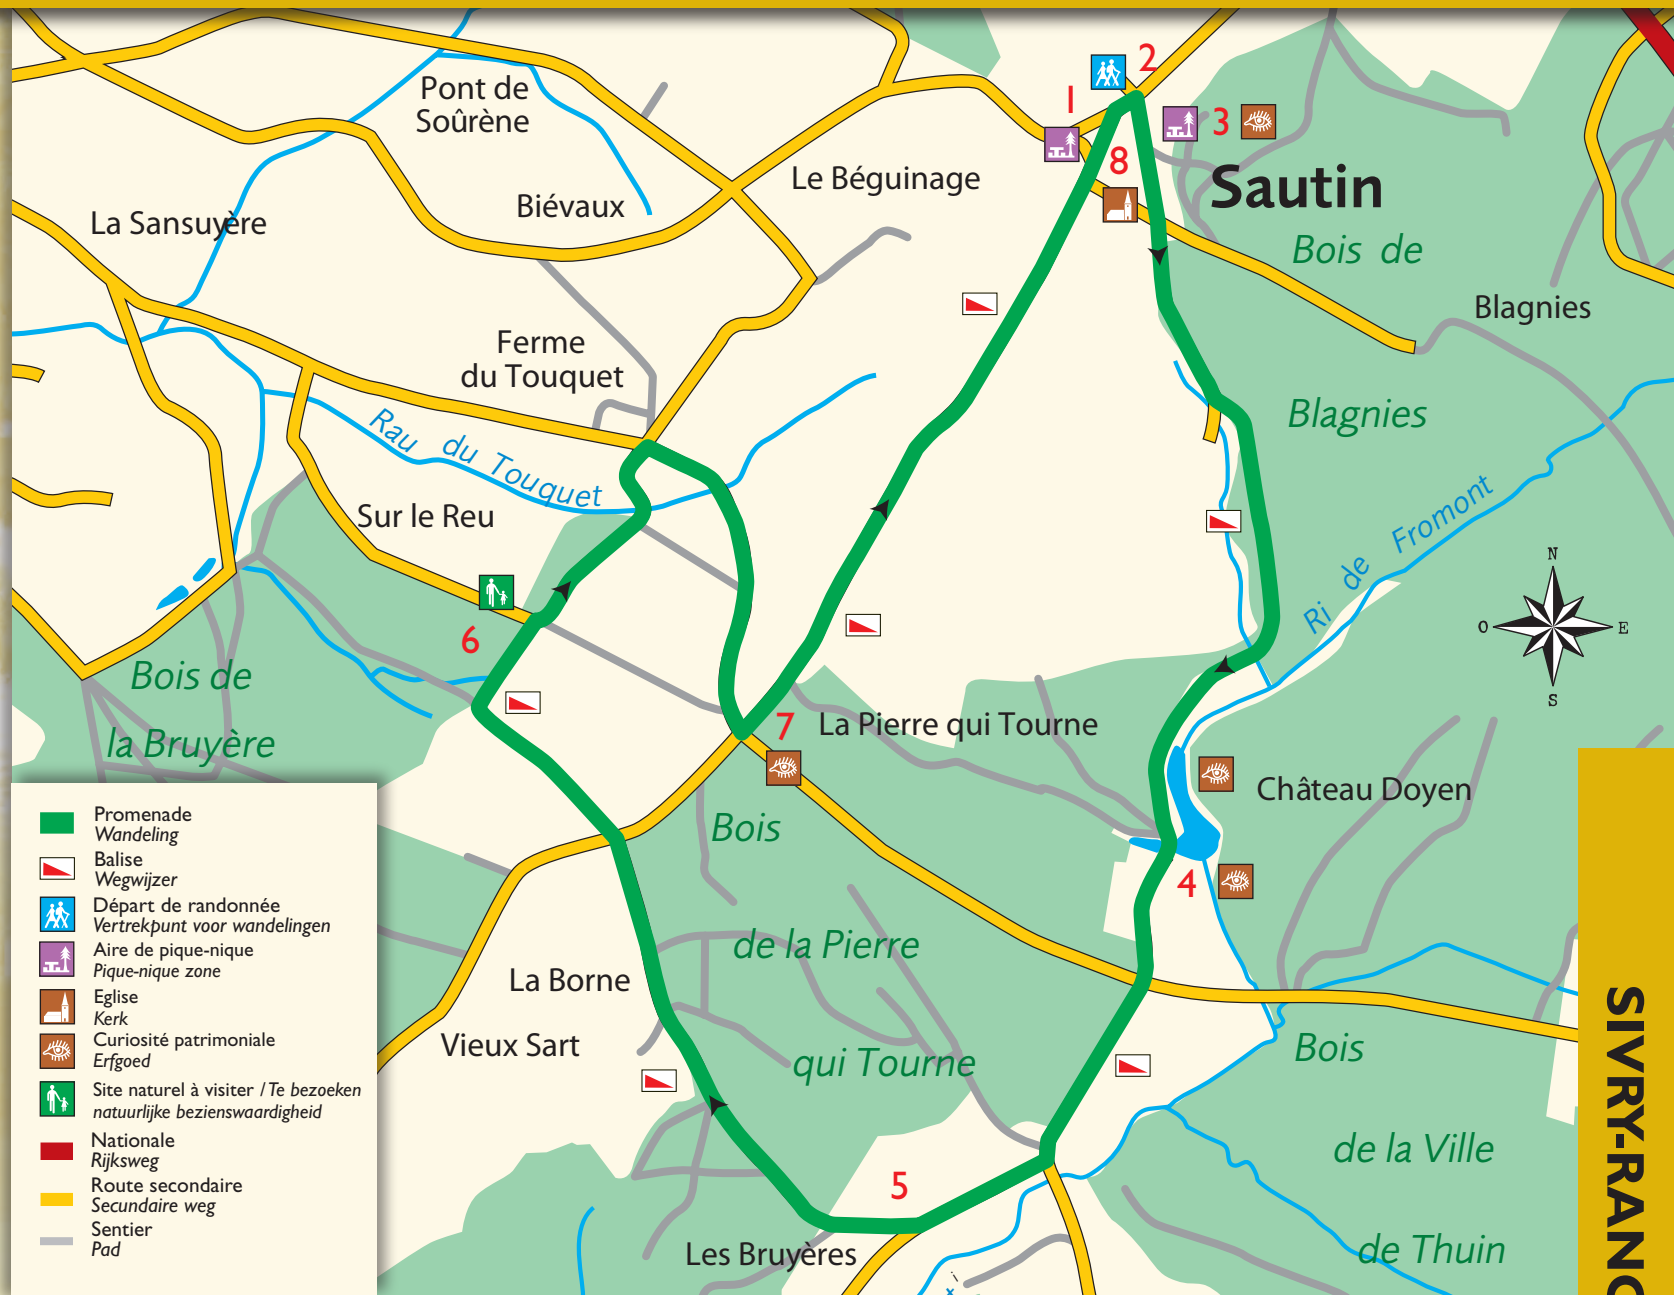 Pont de
Soûrène
2
1
3
8
Le Béguinage
Sautin
La Sansuyère
Biévaux
Bois de
Blagnies
Ferme
du Touquet
Blagnies
Rau du Touquet
Sur le Reu
Ri de Fromont
N
O
E
S
6
Bois de
la Bruyère
7
La Pierre qui Tourne
Château Doyen
Bois
4
de la Pierre
La Borne
Vieux Sart
qui Tourne
Bois
de la Ville
5
Les Bruyères
de Thuin
SIVRY-RANC
Promenade
Wandeling
Balise
Wegwijzer
Départ de randonnée
Vertrekpunt voor wandelingen
Aire de pique-nique
Pique-nique zone
Eglise
Kerk
Curiosité patrimoniale
Erfgoed
Site naturel à visiter / Te bezoeken
natuurlijke bezienswaardigheid
Nationale
Rijksweg
Route secondaire
Secundaire weg
Sentier
Pad